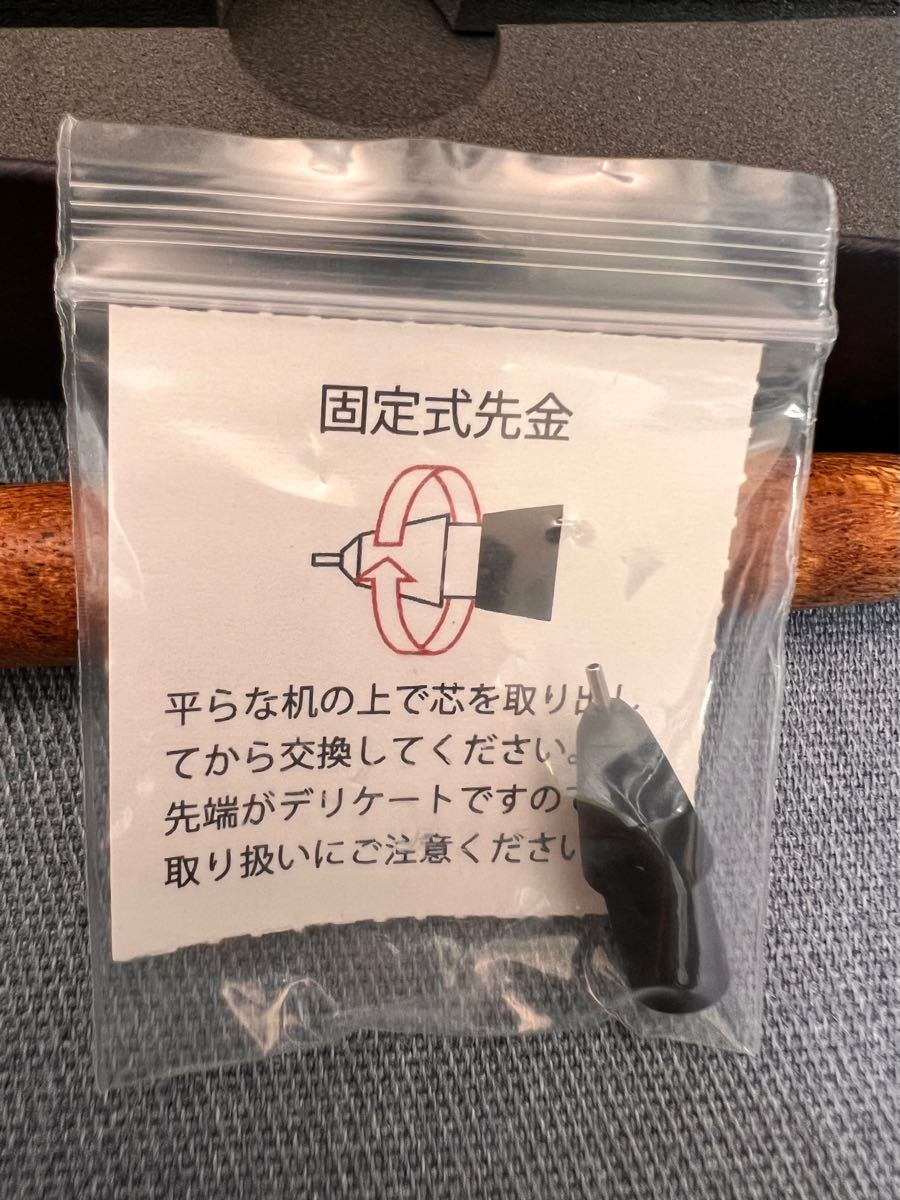 固定式先金
平らな机の上で芯を取り出し
てから交換してください。
先端がデリケートですので
取り扱いにご注意ください